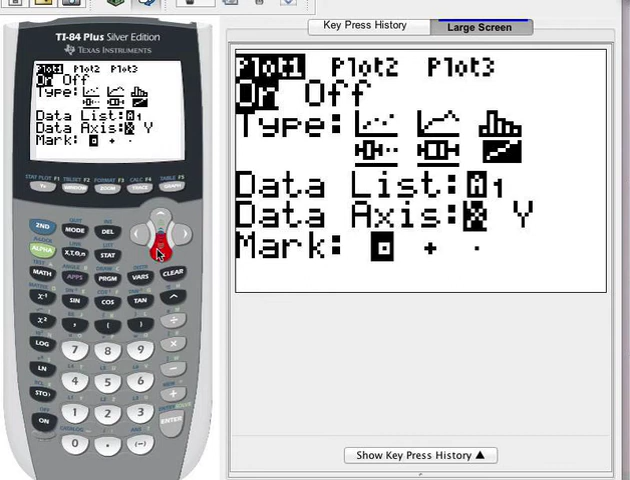 Key Press History
Large Screen
TI-84 Plus Silver Edition
TEXAS INSTRUMENTS
Plot1 Plot2 Plot3
On Off
Type:
Data List:
Data Axis: X Y
Mark:
STAT PLOT F1 TBLSET F2 FORMAT F3 CALC F4 TABLE F5
Y= WINDOW ZOOM TRACE GRAPH
2ND MODE DEL
ALPHA X,T,Θ,n STAT
MATH APPS PRGM VARS CLEAR
x⁻¹ SIN COS TAN ^
x² , ( ) ÷
LOG 7 8 9 ×
LN 4 5 6 −
STO› 1 2 3 +
ON 0 . (−) ENTER
Plot1 Plot2 Plot3
On Off
Type:
Data List:
Data Axis: X Y
Mark: □ + ·
Show Key Press History ▲